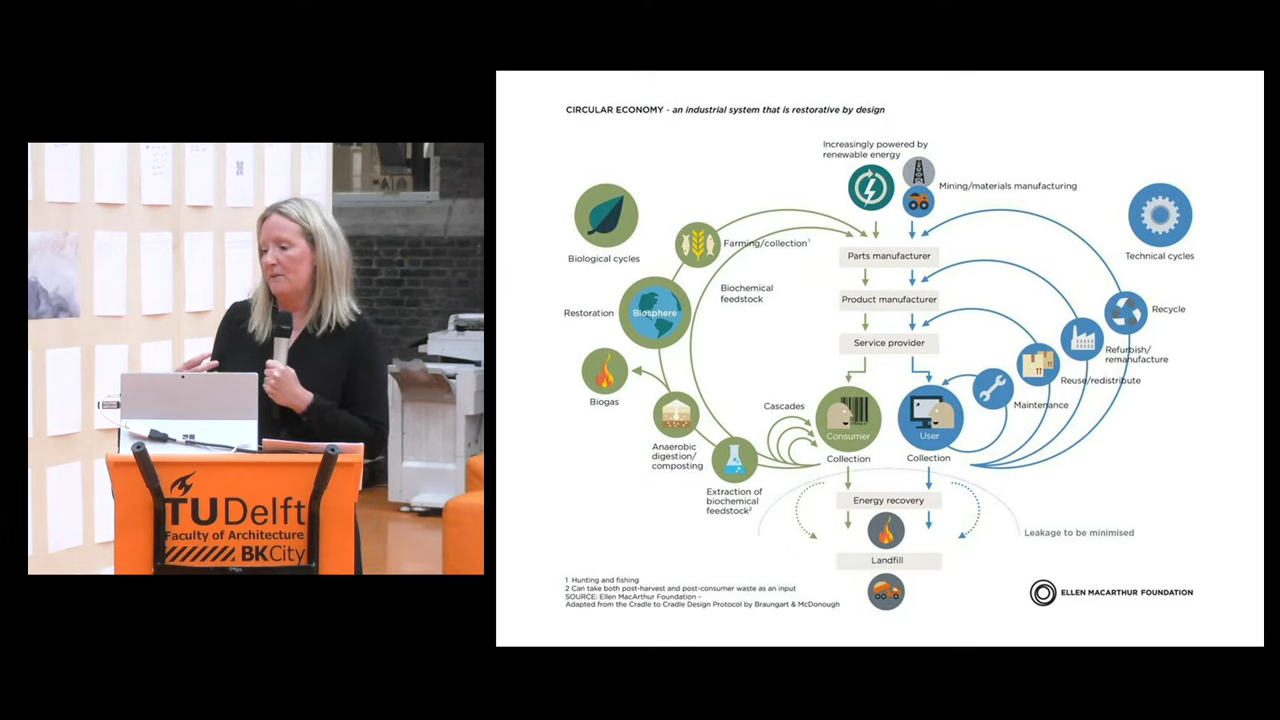 CIRCULAR ECONOMY - an industrial system that is restorative by design
Increasingly powered by
renewable energy
Mining/materials manufacturing
Biological cycles
Technical cycles
Farming/collection¹
Parts manufacturer
Biochemical
feedstock
Product manufacturer
Restoration
Biosphere
Recycle
Service provider
Refurbish/
remanufacture
Reuse/redistribute
Biogas
Maintenance
Cascades
Consumer
User
Anaerobic
digestion/
composting
Collection
Collection
Extraction of
biochemical
feedstock²
Energy recovery
Leakage to be minimised
Landfill
1 Hunting and fishing
2 Can take both post-harvest and post-consumer waste as an input
SOURCE: Ellen MacArthur Foundation -
Adapted from the Cradle to Cradle Design Protocol by Braungart & McDonough
ELLEN MACARTHUR FOUNDATION
TUDelft
Faculty of Architecture
BKCity